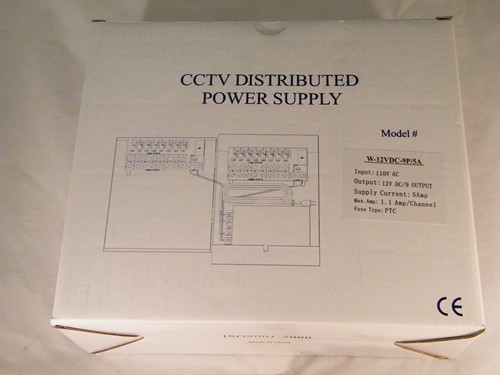 CCTV DISTRIBUTED
POWER SUPPLY
Model #
W-12VDC-9P/5A
Input: 110V AC
Output: 12V DC/9 OUTPUT
Supply Current: 5Amp
Max.Amp: 1.1 Amp/Channel
Fuse Type: PTC
CE